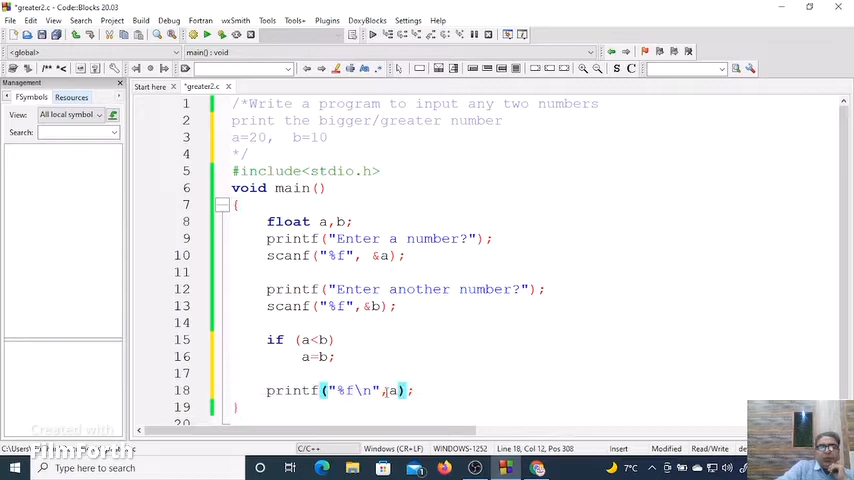 *greater2.c - Code::Blocks 20.03
File Edit View Search Project Build Debug Fortran wxSmith Tools Tools+ Plugins DoxyBlocks Settings Help
<global> main() : void
/** *<
S C
Management
Start here *greater2.c
FSymbols Resources
View: All local symbol
Search:
1 /*Write a program to input any two numbers
2 print the bigger/greater number
3 a=20, b=10
4 */
5 #include<stdio.h>
6 void main()
7 {
8 float a,b;
9 printf("Enter a number?");
10 scanf("%f", &a);
11
12 printf("Enter another number?");
13 scanf("%f",&b);
14
15 if (a<b)
16 a=b;
17
18 printf("%f\n",a);
19 }
20
Created with
FilmForth
C/C++ Windows (CR+LF) WINDOWS-1252 Line 18, Col 12, Pos 308 Insert Modified Read/Write
Type here to search
7°C